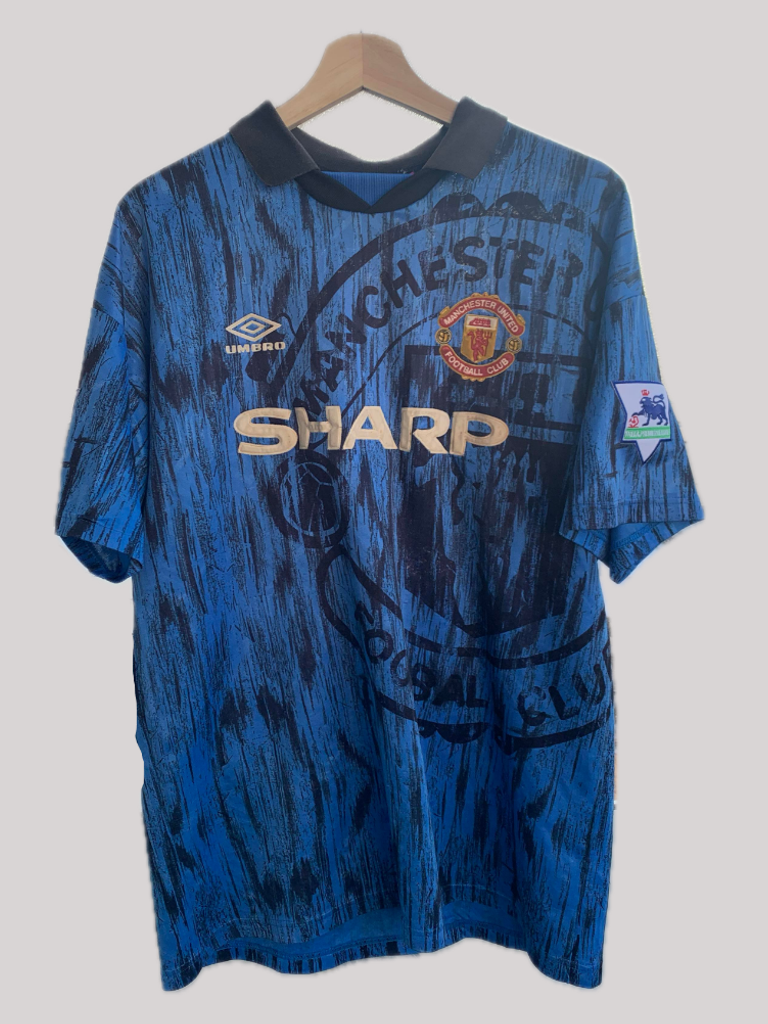 MANCHESTER
UMBRO
MANCHESTER UNITED
FOOTBALL CLUB
SHARP
FOOTBALL CLUB